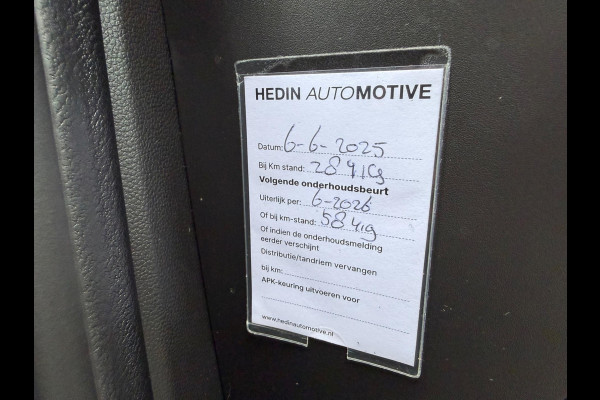 HEDIN AUTOMOTIVE
Datum: 6-6-2025
Bij Km stand: 28419
Volgende onderhoudsbeurt
Uiterlijk per: 6-2026
Of bij km-stand: 58419
Of indien de onderhoudsmelding
eerder verschijnt
Distributie/tandriem vervangen
bij km:
APK-keuring uitvoeren voor
www.hedinautomotive.nl